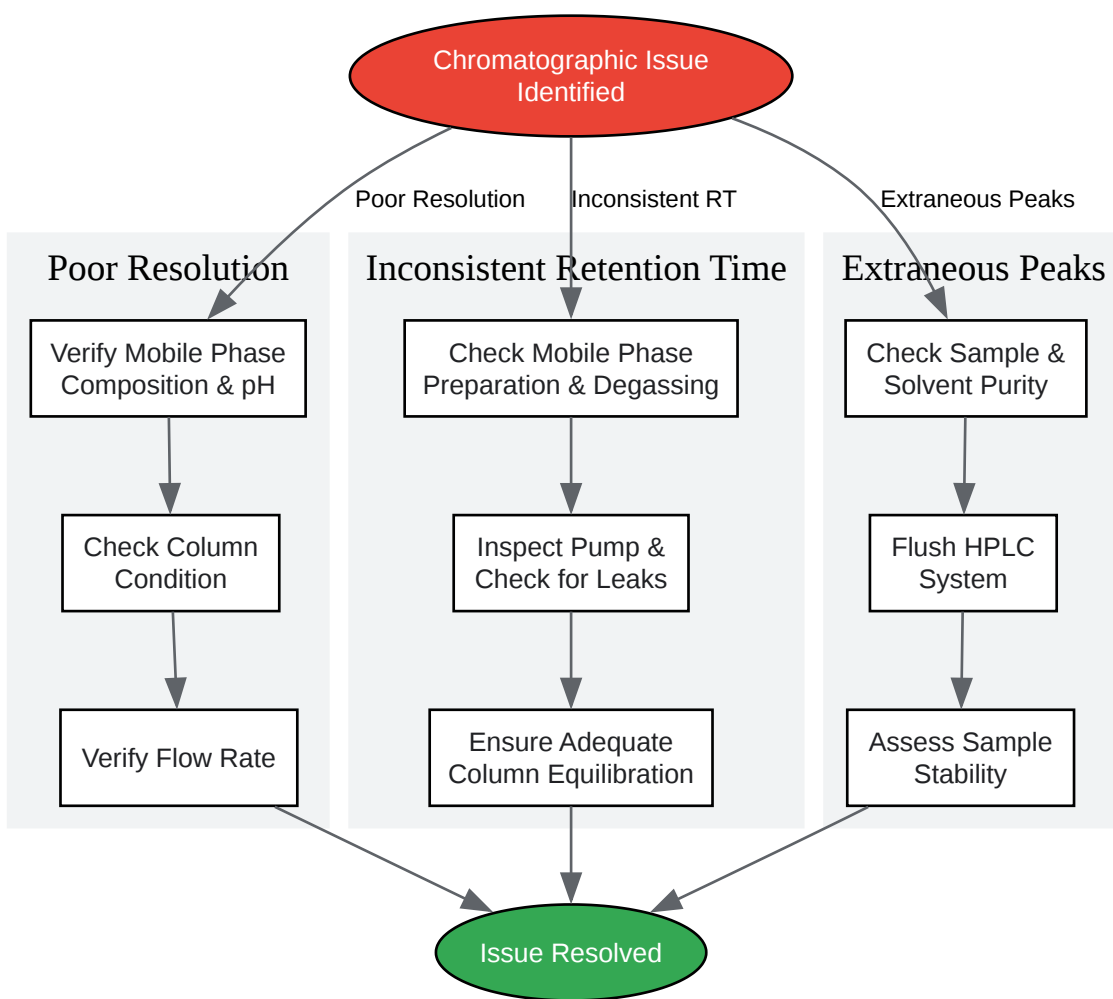 Chromatographic Issue
Identified
Poor Resolution
Inconsistent RT
Extraneous Peaks
Poor Resolution
Inconsistent Retention Time
Extraneous Peaks
Verify Mobile Phase
Composition & pH
Check Mobile Phase
Preparation & Degassing
Check Sample &
Solvent Purity
Check Column
Condition
Inspect Pump &
Check for Leaks
Flush HPLC
System
Verify Flow Rate
Ensure Adequate
Column Equilibration
Assess Sample
Stability
Issue Resolved